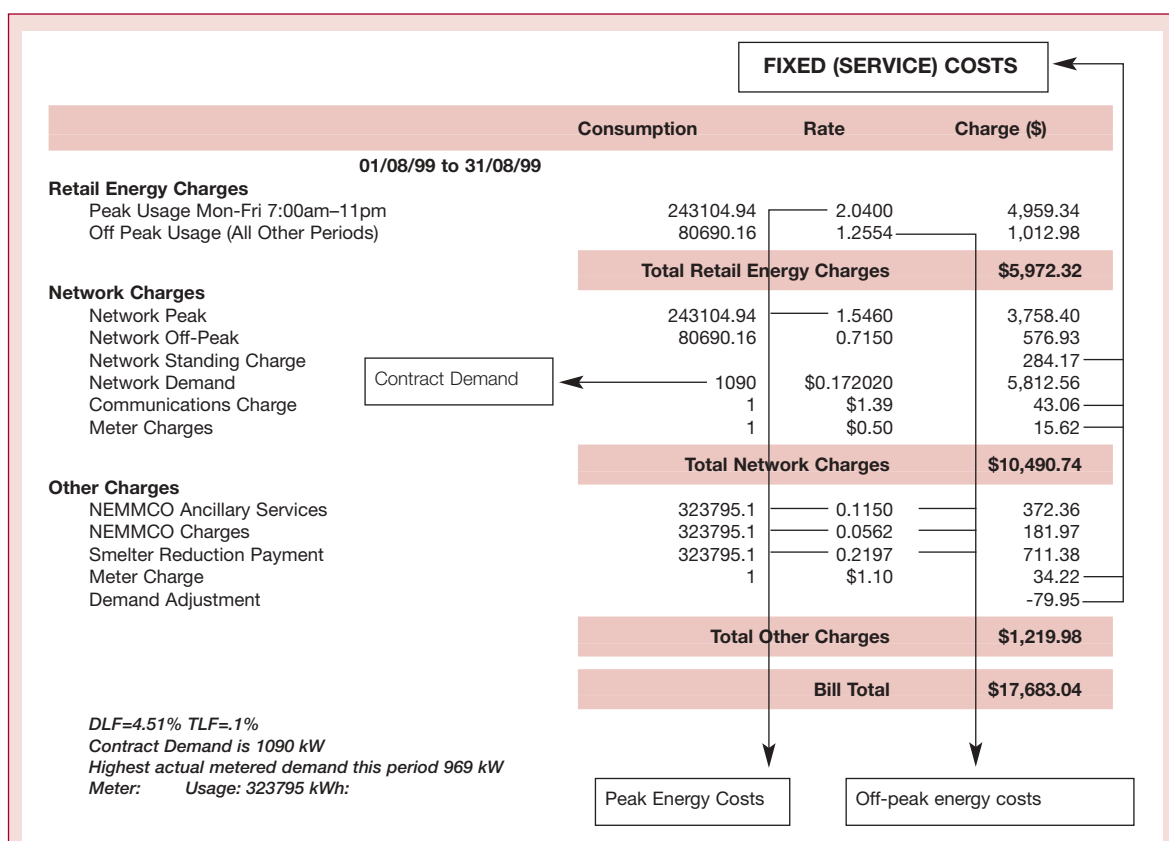 FIXED (SERVICE) COSTS
Consumption Rate Charge ($)
01/08/99 to 31/08/99
Retail Energy Charges
Peak Usage Mon-Fri 7:00am–11pm 243104.94 2.0400 4,959.34
Off Peak Usage (All Other Periods) 80690.16 1.2554 1,012.98
Total Retail Energy Charges $5,972.32
Network Charges
Network Peak 243104.94 1.5460 3,758.40
Network Off-Peak 80690.16 0.7150 576.93
Network Standing Charge 284.17
Network Demand Contract Demand 1090 $0.172020 5,812.56
Communications Charge 1 $1.39 43.06
Meter Charges 1 $0.50 15.62
Total Network Charges $10,490.74
Other Charges
NEMMCO Ancillary Services 323795.1 0.1150 372.36
NEMMCO Charges 323795.1 0.0562 181.97
Smelter Reduction Payment 323795.1 0.2197 711.38
Meter Charge 1 $1.10 34.22
Demand Adjustment -79.95
Total Other Charges $1,219.98
Bill Total $17,683.04
DLF=4.51% TLF=.1%
Contract Demand is 1090 kW
Highest actual metered demand this period 969 kW
Meter: Usage: 323795 kWh:
Peak Energy Costs Off-peak energy costs